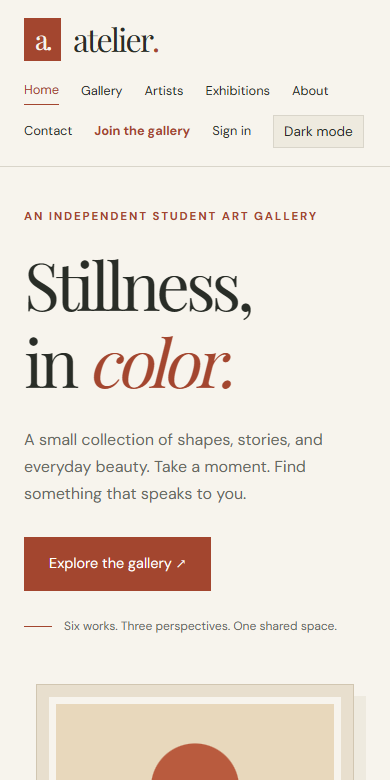 a. atelier.
Home Gallery Artists Exhibitions About
Contact Join the gallery Sign in Dark mode
AN INDEPENDENT STUDENT ART GALLERY
Stillness,
in color.
A small collection of shapes, stories, and
everyday beauty. Take a moment. Find
something that speaks to you.
Explore the gallery ↗
Six works. Three perspectives. One shared space.